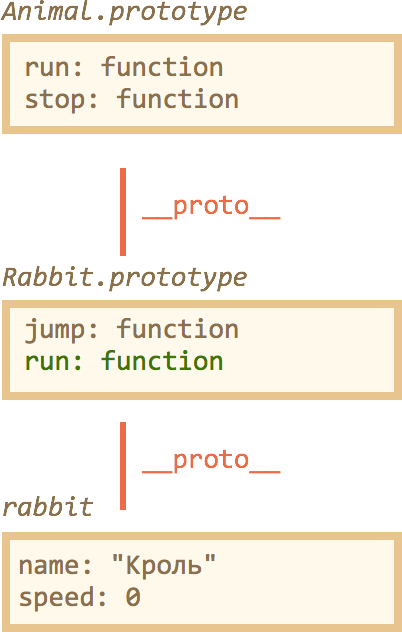 Animal.prototype
run: function
stop: function
__proto__
Rabbit.prototype
jump: function
run: function
__proto__
rabbit
name: "Кроль"
speed: 0